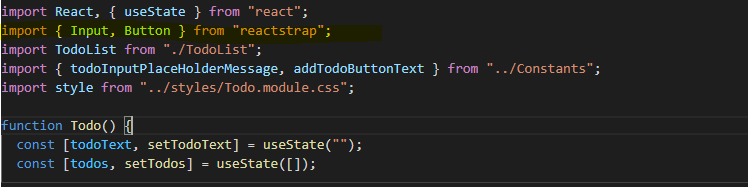 import React, { useState } from "react";
import { Input, Button } from "reactstrap";
import TodoList from "./TodoList";
import { todoInputPlaceHolderMessage, addTodoButtonText } from "../Constants";
import style from "../styles/Todo.module.css";
function Todo() {
const [todoText, setTodoText] = useState("");
const [todos, setTodos] = useState([]);